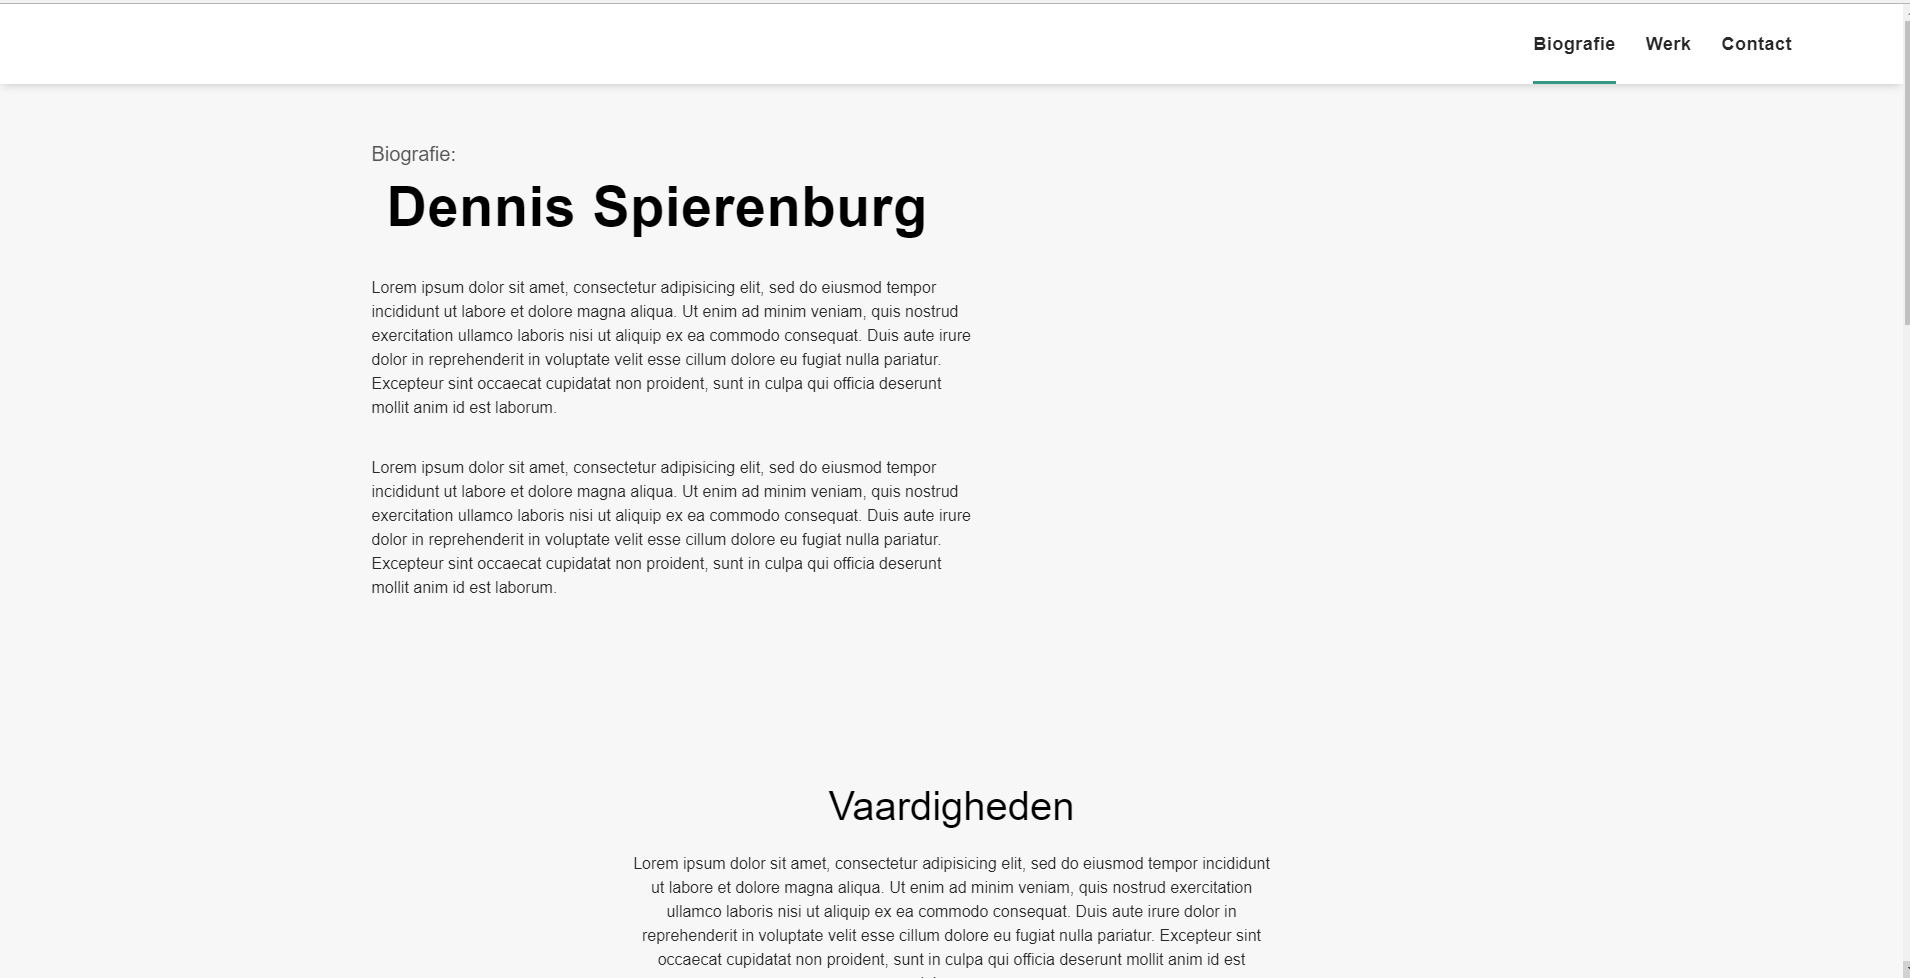 Biografie Werk Contact
Biografie:
Dennis Spierenburg
Lorem ipsum dolor sit amet, consectetur adipisicing elit, sed do eiusmod tempor
incididunt ut labore et dolore magna aliqua. Ut enim ad minim veniam, quis nostrud
exercitation ullamco laboris nisi ut aliquip ex ea commodo consequat. Duis aute irure
dolor in reprehenderit in voluptate velit esse cillum dolore eu fugiat nulla pariatur.
Excepteur sint occaecat cupidatat non proident, sunt in culpa qui officia deserunt
mollit anim id est laborum.
Lorem ipsum dolor sit amet, consectetur adipisicing elit, sed do eiusmod tempor
incididunt ut labore et dolore magna aliqua. Ut enim ad minim veniam, quis nostrud
exercitation ullamco laboris nisi ut aliquip ex ea commodo consequat. Duis aute irure
dolor in reprehenderit in voluptate velit esse cillum dolore eu fugiat nulla pariatur.
Excepteur sint occaecat cupidatat non proident, sunt in culpa qui officia deserunt
mollit anim id est laborum.
Vaardigheden
Lorem ipsum dolor sit amet, consectetur adipisicing elit, sed do eiusmod tempor incididunt
ut labore et dolore magna aliqua. Ut enim ad minim veniam, quis nostrud exercitation
ullamco laboris nisi ut aliquip ex ea commodo consequat. Duis aute irure dolor in
reprehenderit in voluptate velit esse cillum dolore eu fugiat nulla pariatur. Excepteur sint
occaecat cupidatat non proident, sunt in culpa qui officia deserunt mollit anim id est